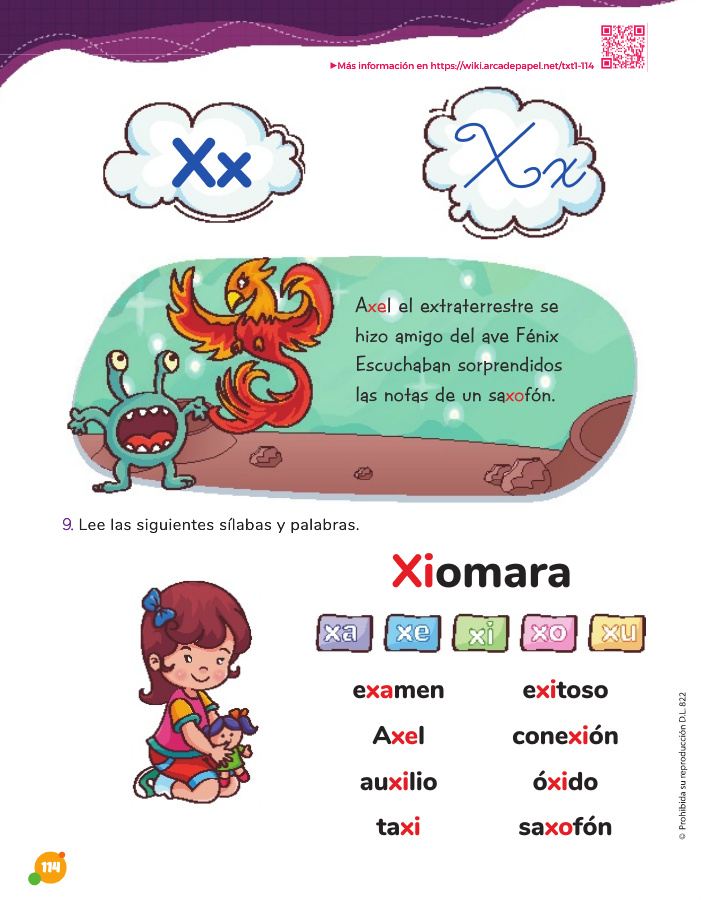 ▶Más información en https://wiki.arcadepapel.net/txt1-114
Xx
Xx
Axel el extraterrestre se
hizo amigo del ave Fénix
Escuchaban sorprendidos
las notas de un saxofón.
9. Lee las siguientes sílabas y palabras.
Xiomara
xa xe xi xo xu
examen exitoso
Axel conexión
auxilio óxido
taxi saxofón
© Prohibida su reproducción D.L. 822
114